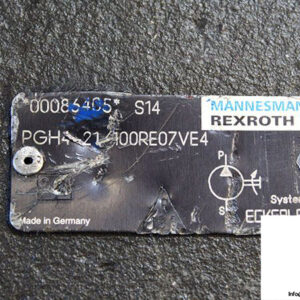 *00086405* S14
MANNESMANN
REXROTH
PGH4-21/100RE07VE4
P
S
System
Made in Germany